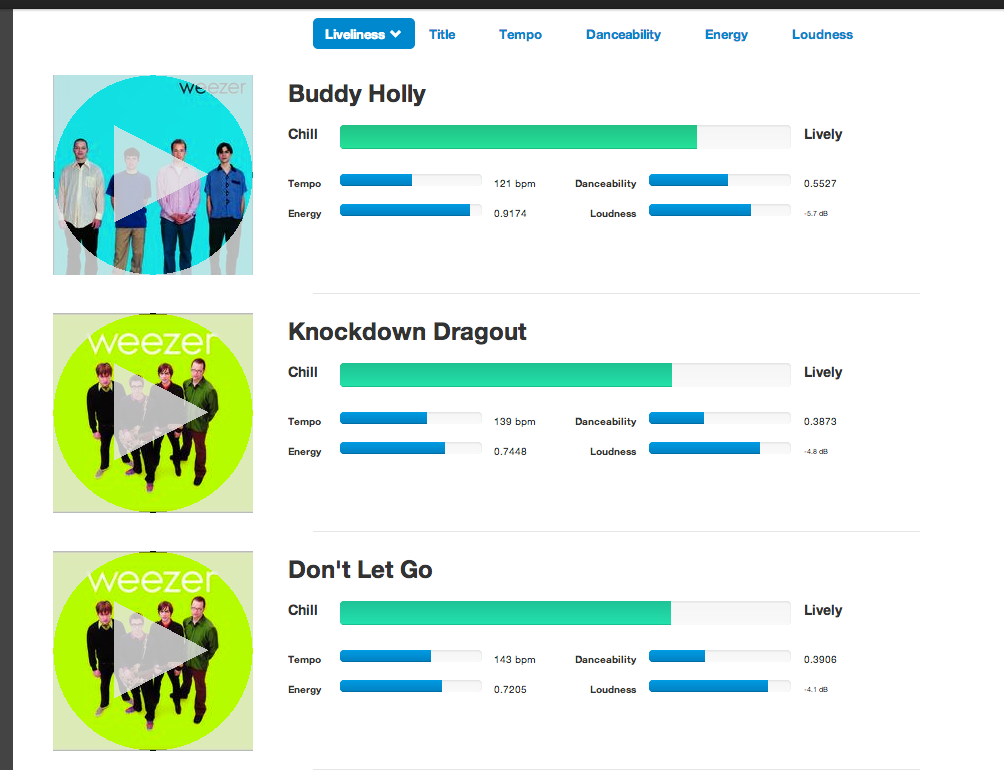 Liveliness Title Tempo Danceability Energy Loudness
weezer
Buddy Holly
Chill Lively
Tempo 121 bpm Danceability 0.5527
Energy 0.9174 Loudness -5.7 dB
weezer
Knockdown Dragout
Chill Lively
Tempo 139 bpm Danceability 0.3873
Energy 0.7448 Loudness -4.8 dB
weezer
Don't Let Go
Chill Lively
Tempo 143 bpm Danceability 0.3906
Energy 0.7205 Loudness -4.1 dB